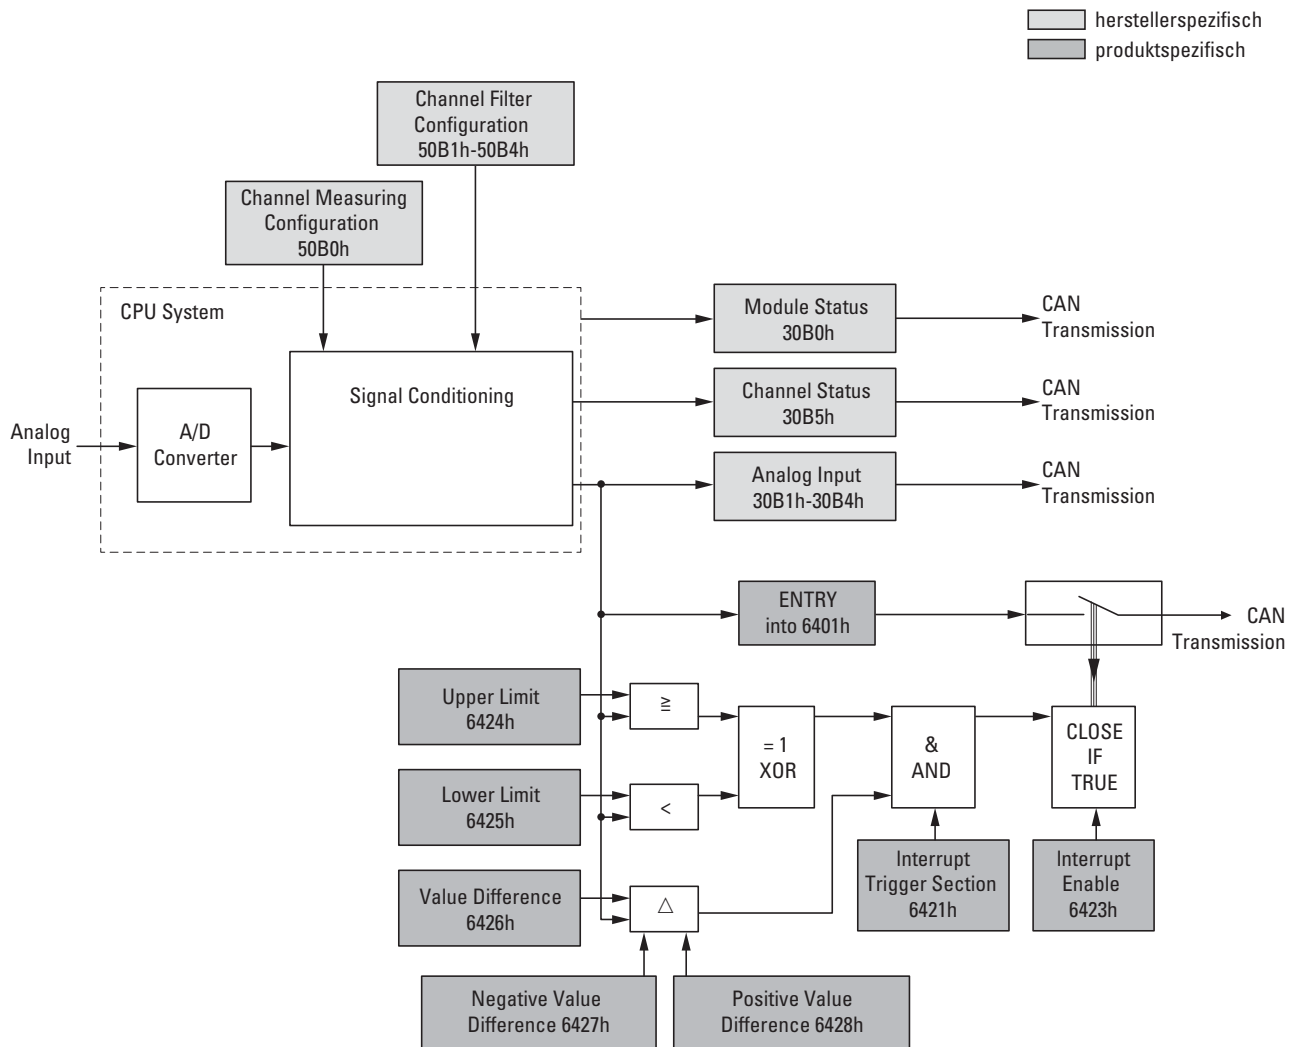 herstellerspezifisch
produktspezifisch
Channel Filter
Configuration
50B1h-50B4h
Channel Measuring
Configuration
50B0h
CPU System
Module Status
30B0h
CAN
Transmission
Signal Conditioning
Channel Status
30B5h
CAN
Transmission
Analog
Input
A/D
Converter
Analog Input
30B1h-30B4h
CAN
Transmission
ENTRY
into 6401h
CAN
Transmission
Upper Limit
6424h
≧
= 1
XOR
&
AND
CLOSE
IF
TRUE
Lower Limit
6425h
<
Interrupt
Trigger Section
6421h
Interrupt
Enable
6423h
Value Difference
6426h
△
Negative Value
Difference 6427h
Positive Value
Difference 6428h